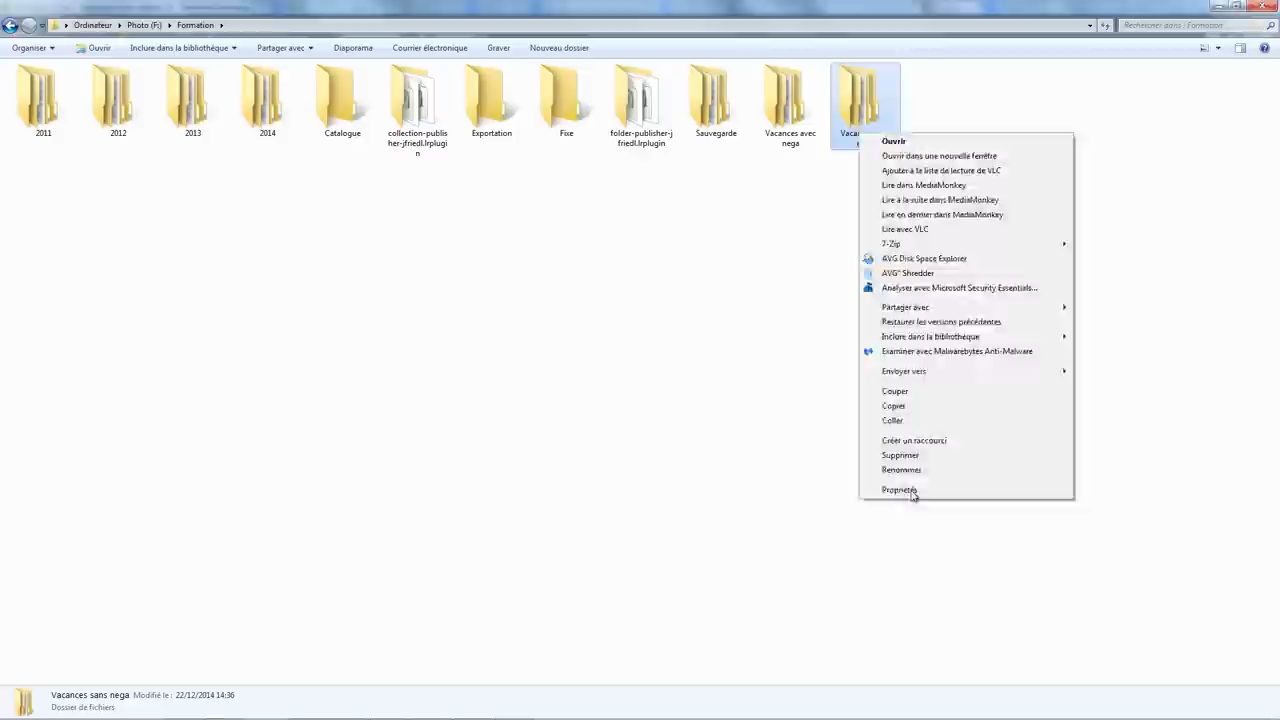 Ordinateur ▸ Photo (F:) ▸ Formation ▸
Rechercher dans : Formation
Organiser
Ouvrir
Inclure dans la bibliothèque
Partager avec
Diaporama
Courrier électronique
Graver
Nouveau dossier
2011
2012
2013
2014
Catalogue
collection-publis
her-jfriedl.lrplugi
n
Exportation
Fixe
folder-publisher-j
friedl.lrplugin
Sauvegarde
Vacances avec
nega
Ouvrir
Ouvrir dans une nouvelle fenêtre
Ajouter à la liste de lecture de VLC
Lire dans MediaMonkey
Lire à la suite dans MediaMonkey
Lire en dernier dans MediaMonkey
Lire avec VLC
7-Zip
AVG Disk Space Explorer
AVG Shredder
Analyser avec Microsoft Security Essentials...
Partager avec
Restaurer les versions précédentes
Inclure dans la bibliothèque
Examiner avec Malwarebytes Anti-Malware
Envoyer vers
Couper
Copier
Coller
Créer un raccourci
Supprimer
Renommer
Propriétés
Vacances sans nega Modifié le : 22/12/2014 14:36
Dossier de fichiers